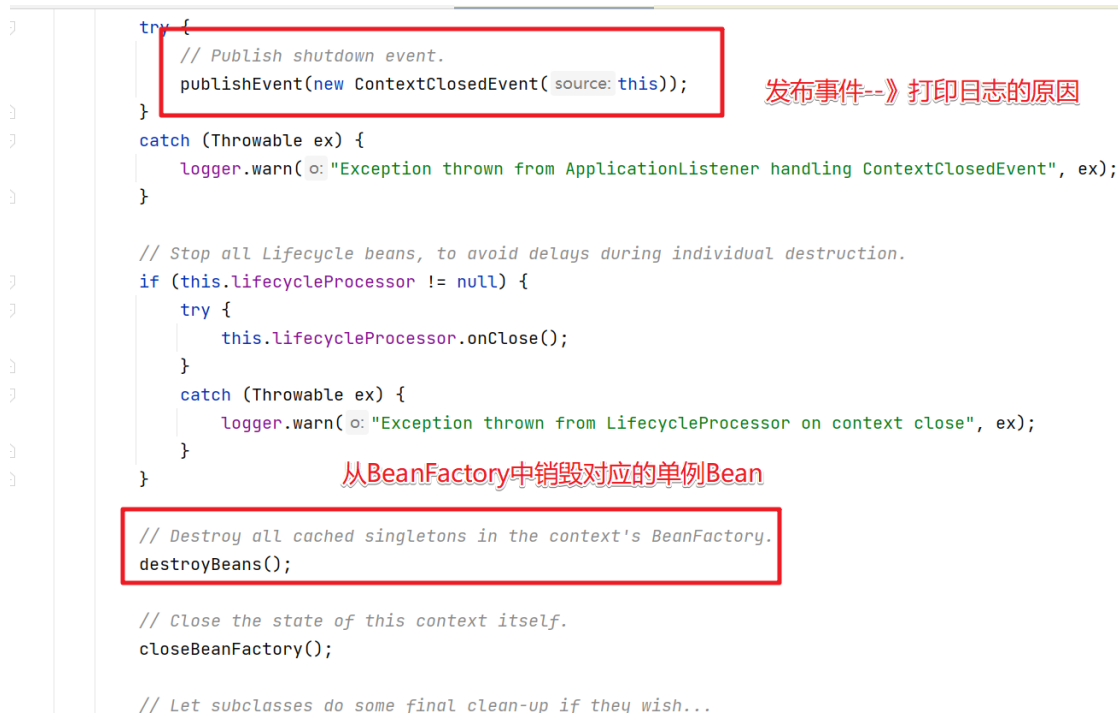 try {
// Publish shutdown event.
publishEvent(new ContextClosedEvent( source: this));
发布事件--》打印日志的原因
}
catch (Throwable ex) {
logger.warn( o: "Exception thrown from ApplicationListener handling ContextClosedEvent", ex);
}
// Stop all Lifecycle beans, to avoid delays during individual destruction.
if (this.lifecycleProcessor != null) {
try {
this.lifecycleProcessor.onClose();
}
catch (Throwable ex) {
logger.warn( o: "Exception thrown from LifecycleProcessor on context close", ex);
}
}
从BeanFactory中销毁对应的单例Bean
// Destroy all cached singletons in the context's BeanFactory.
destroyBeans();
// Close the state of this context itself.
closeBeanFactory();
// Let subclasses do some final clean-up if they wish...